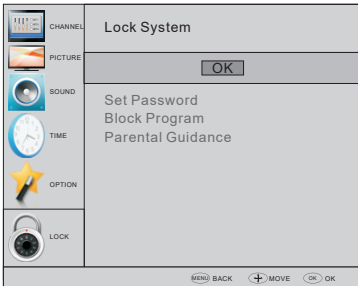 CHANNEL
PICTURE
SOUND
TIME
OPTION
LOCK
Lock System
OK
Set Password
Block Program
Parental Guidance
MENU BACK MOVE OK OK